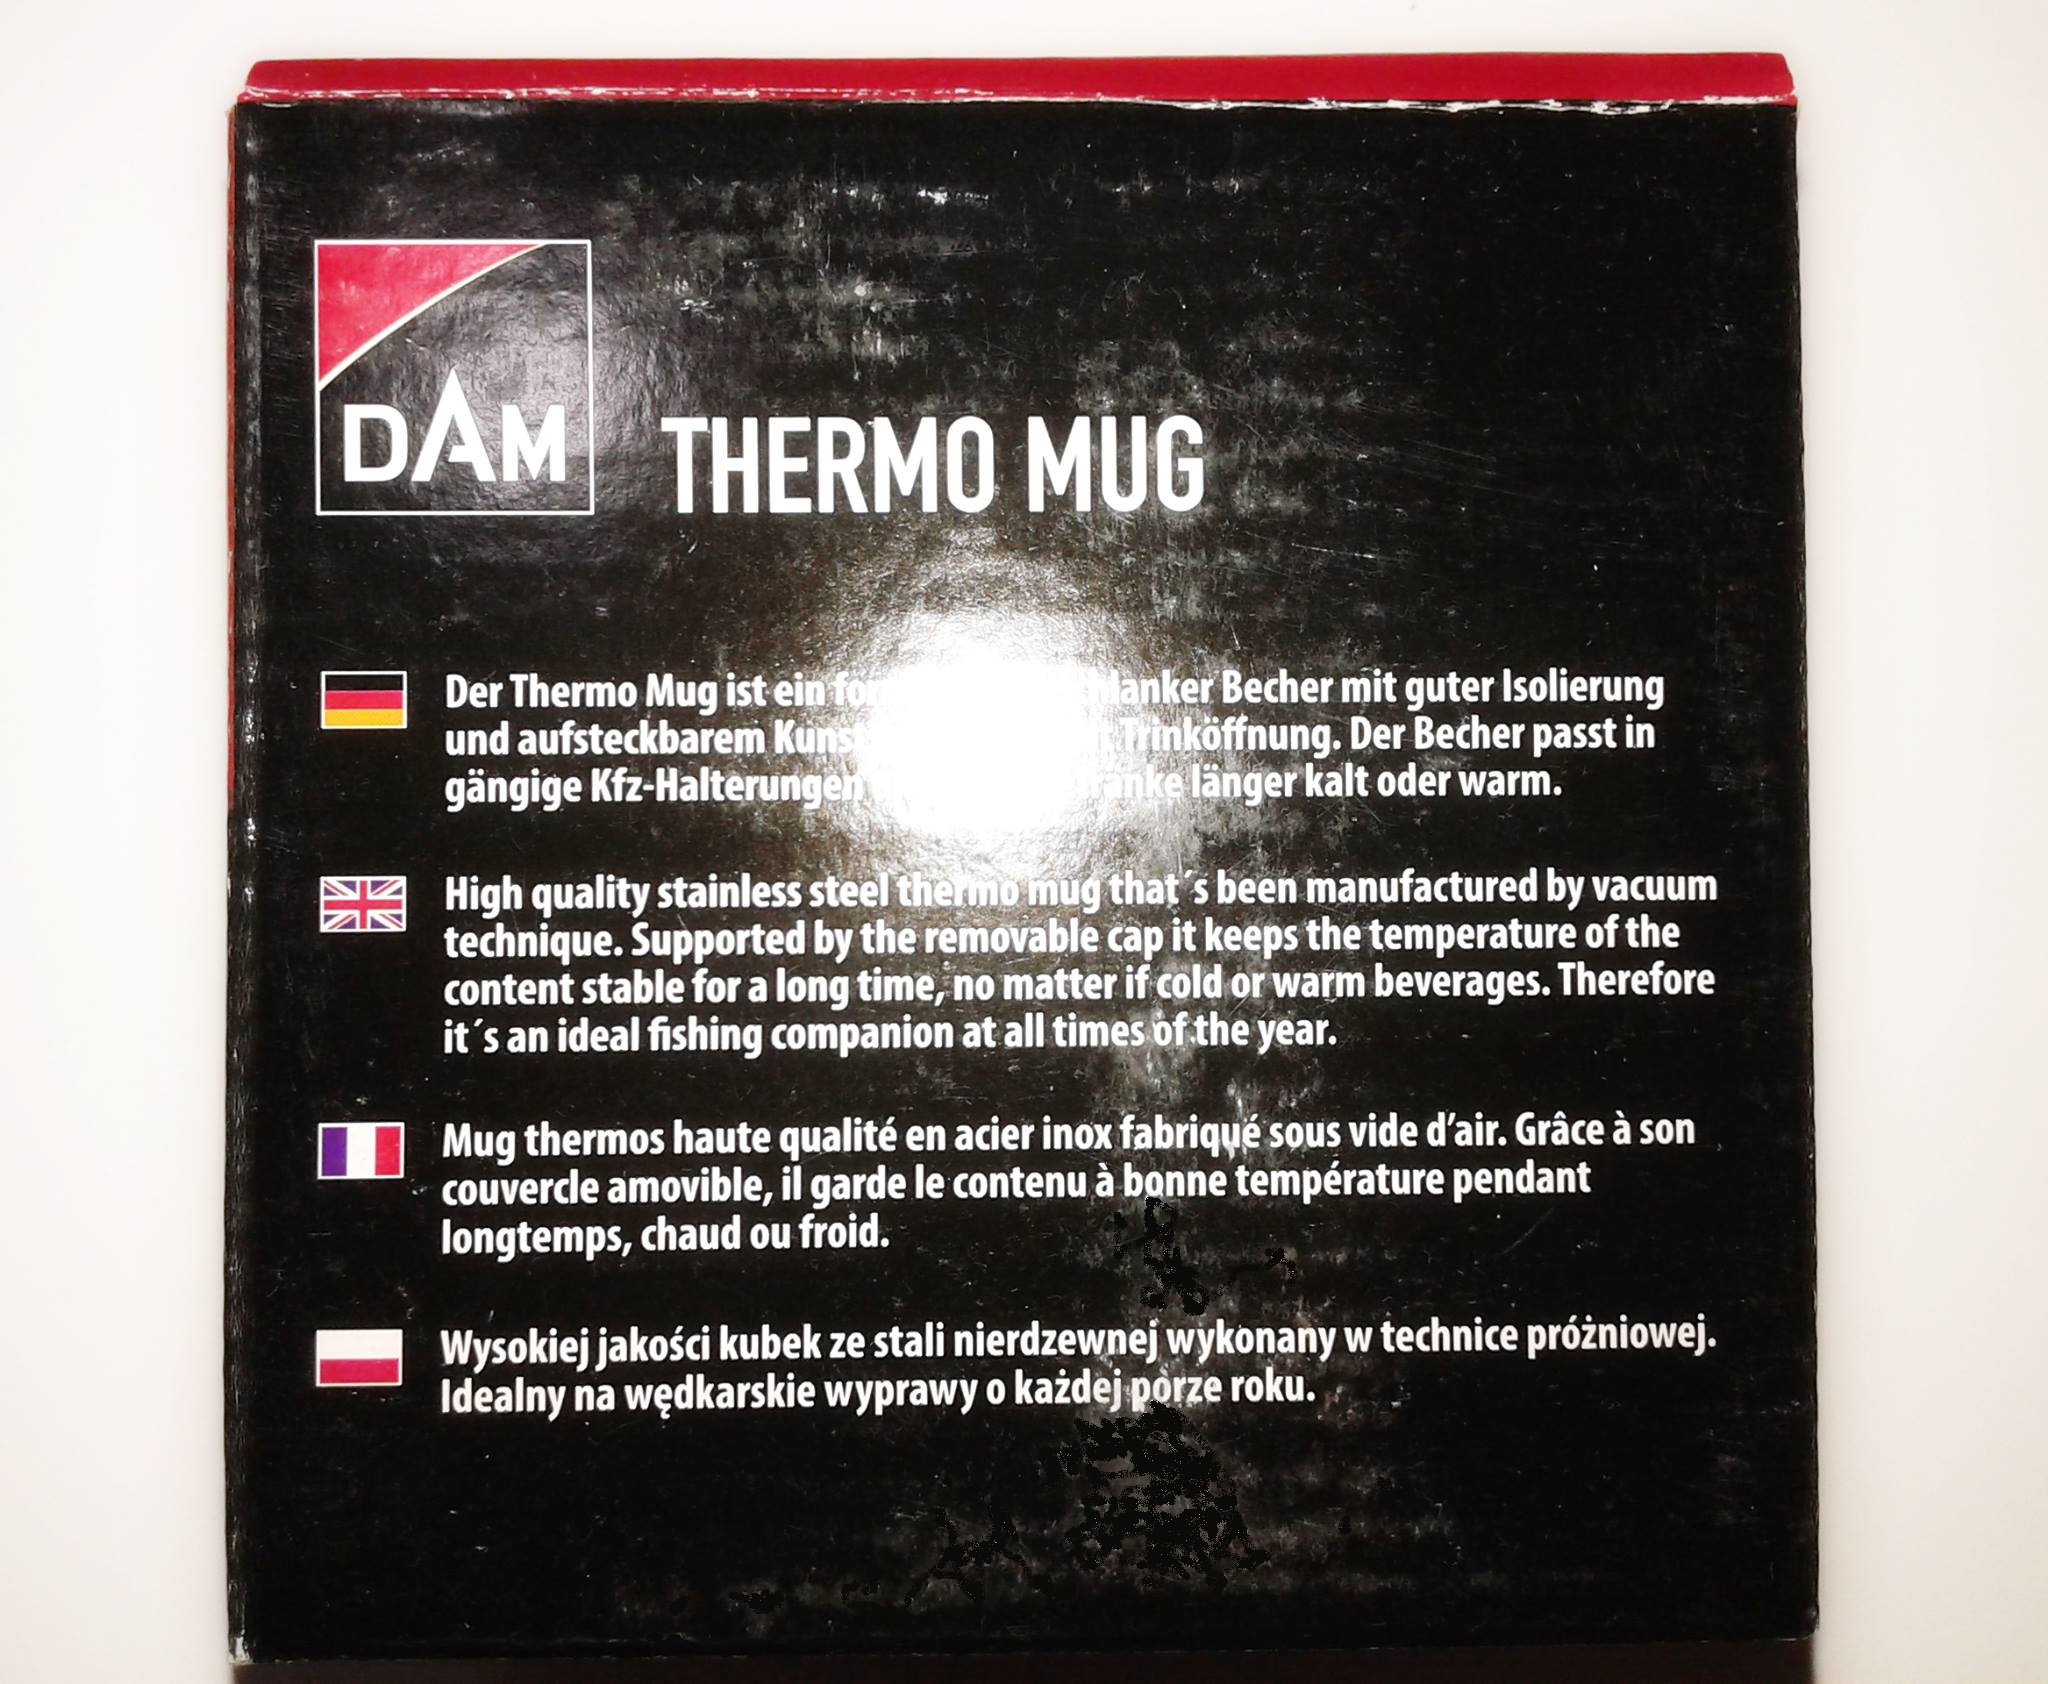 DAM
THERMO MUG
Der Thermo Mug ist ein schlanker Becher mit guter Isolierung
und aufsteckbarem Trinköffnung. Der Becher passt in
gängige Kfz-Halterungen länger kalt oder warm.
High quality stainless steel thermo mug that´s been manufactured by vacuum
technique. Supported by the removable cap it keeps the temperature of the
content stable for a long time, no matter if cold or warm beverages. Therefore
it´s an ideal fishing companion at all times of the year.
Mug thermos haute qualité en acier inox fabriqué sous vide d’air. Grâce à son
couvercle amovible, il garde le contenu à bonne température pendant
longtemps, chaud ou froid.
Wysokiej jakości kubek ze stali nierdzewnej wykonany w technice próżniowej.
Idealny na wędkarskie wyprawy o każdej porze roku.